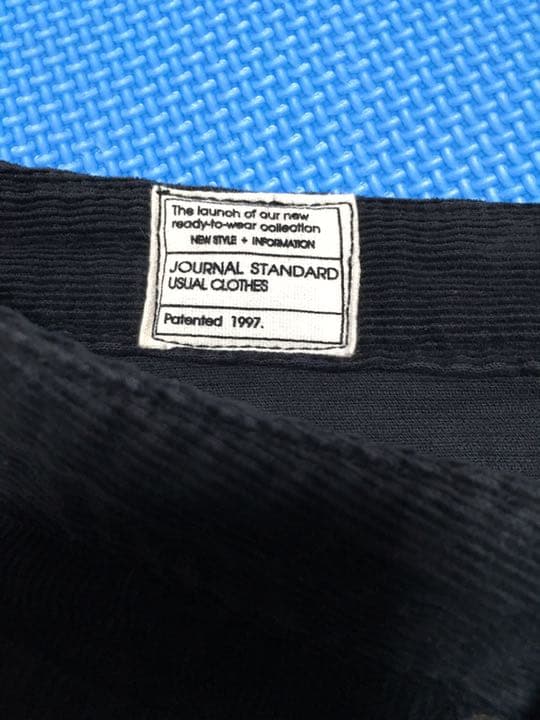 The launch of our new
ready-to-wear collection
NEW STYLE + INFORMATION
JOURNAL STANDARD
USUAL CLOTHES
Patented 1997.